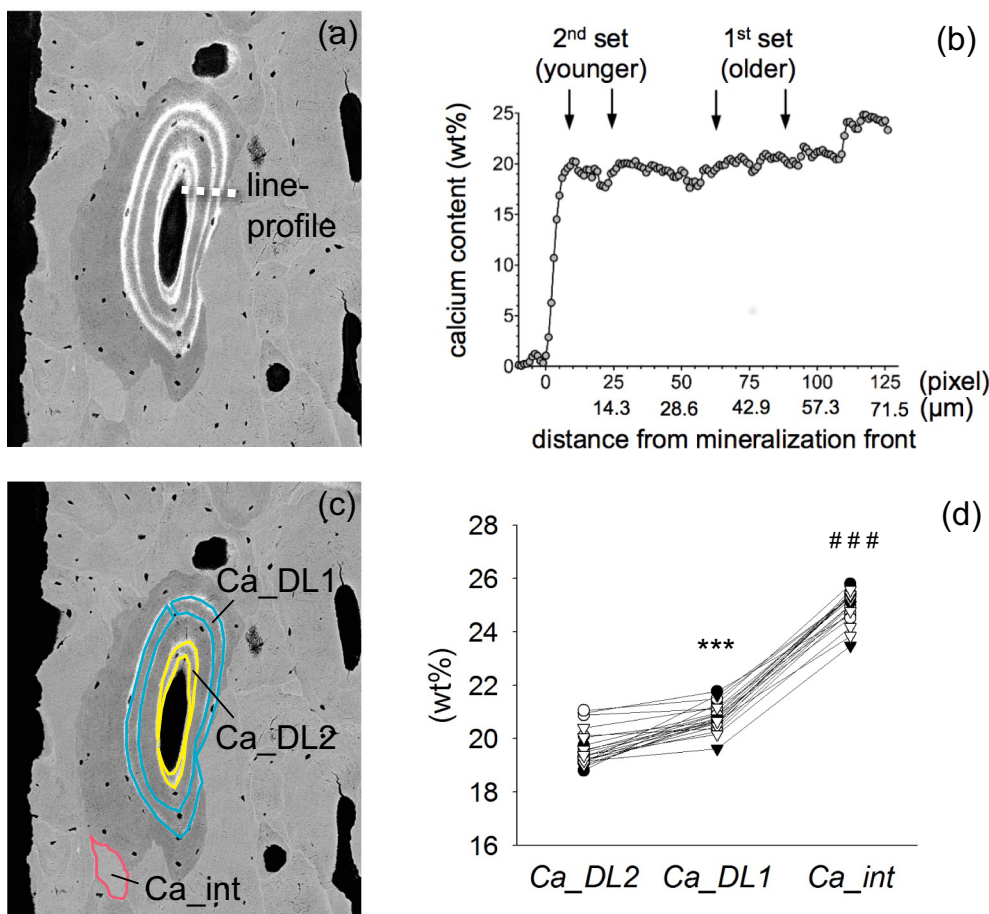 (a)
line-
profile
(b)
2nd set
(younger)
1st set
(older)
calcium content (wt%)
25
20
15
10
5
0
0 25 50 75 100 125 (pixel)
14.3 28.6 42.9 57.3 71.5 (µm)
distance from mineralization front
(c)
Ca_DL1
Ca_DL2
Ca_int
(d)
(wt%)
28
26
24
22
20
18
16
***
# # #
Ca_DL2 Ca_DL1 Ca_int